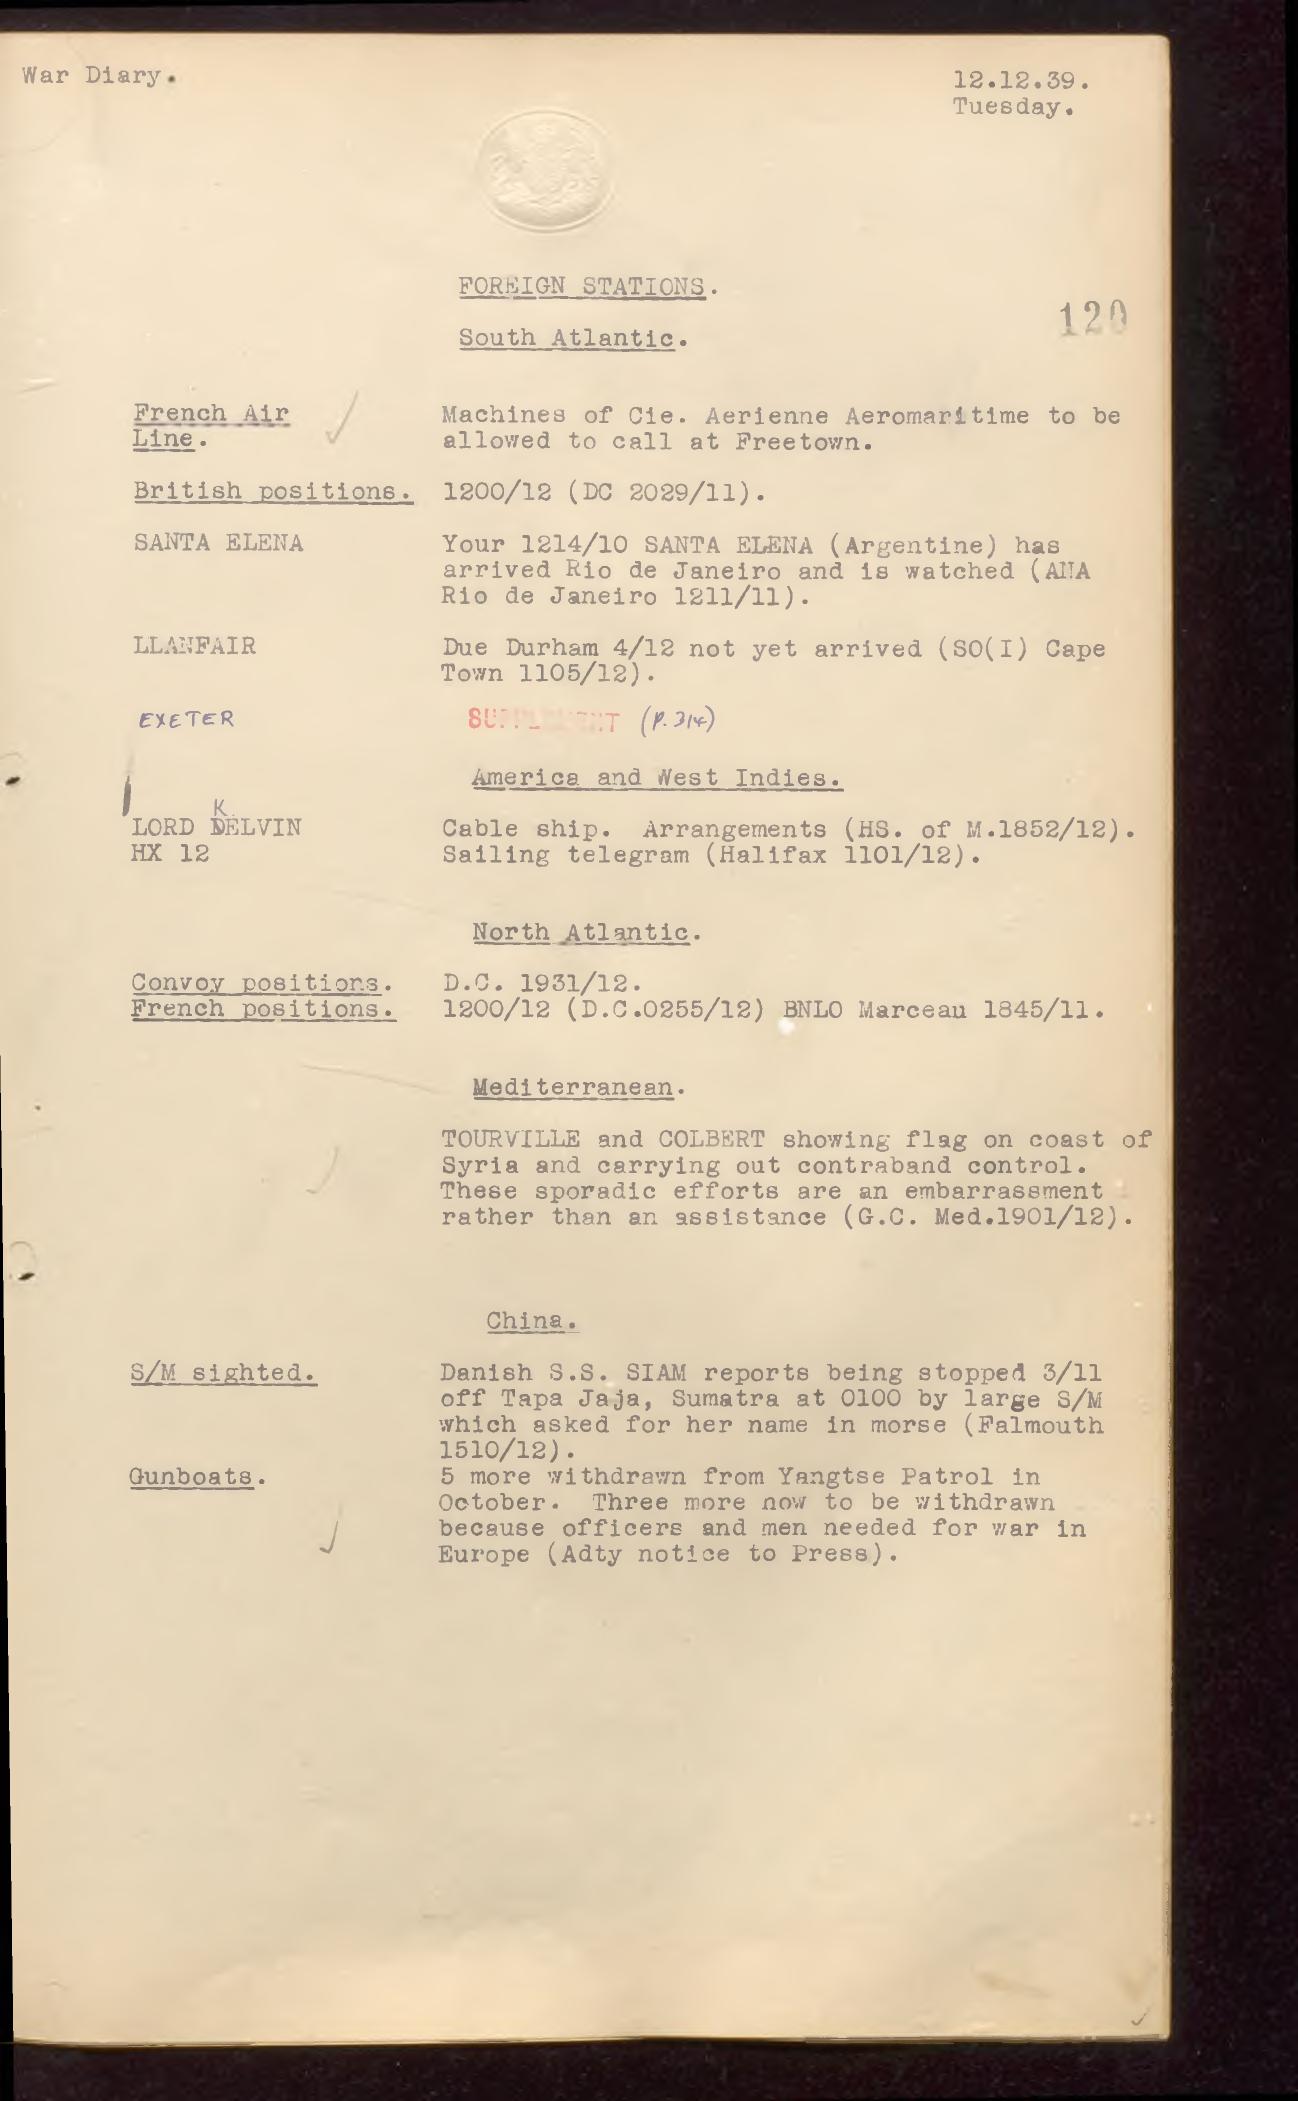 War Diary.
12.12.39.
Tuesday.
FOREIGN STATIONS.
120
South Atlantic.
French Air Machines of Cie. Aerienne Aeromaritime to be
Line. allowed to call at Freetown.
British positions. 1200/12 (DC 2029/11).
SANTA ELENA Your 1214/10 SANTA ELENA (Argentine) has
arrived Rio de Janeiro and is watched (ANA
Rio de Janeiro 1211/11).
LLANFAIR Due Durham 4/12 not yet arrived (SO(I) Cape
Town 1105/12).
EXETER SUPPLEMENT (P. 314)
America and West Indies.
K
LORD DELVIN Cable ship. Arrangements (HS. of M.1852/12).
HX 12 Sailing telegram (Halifax 1101/12).
North Atlantic.
Convoy positions. D.C. 1931/12.
French positions. 1200/12 (D.C.0255/12) BNLO Marceau 1845/11.
Mediterranean.
TOURVILLE and COLBERT showing flag on coast of
Syria and carrying out contraband control.
These sporadic efforts are an embarrassment
rather than an assistance (G.C. Med.1901/12).
China.
S/M sighted. Danish S.S. SIAM reports being stopped 3/11
off Tapa Jaja, Sumatra at 0100 by large S/M
which asked for her name in morse (Falmouth
1510/12).
Gunboats. 5 more withdrawn from Yangtse Patrol in
October. Three more now to be withdrawn
because officers and men needed for war in
Europe (Adty notice to Press).